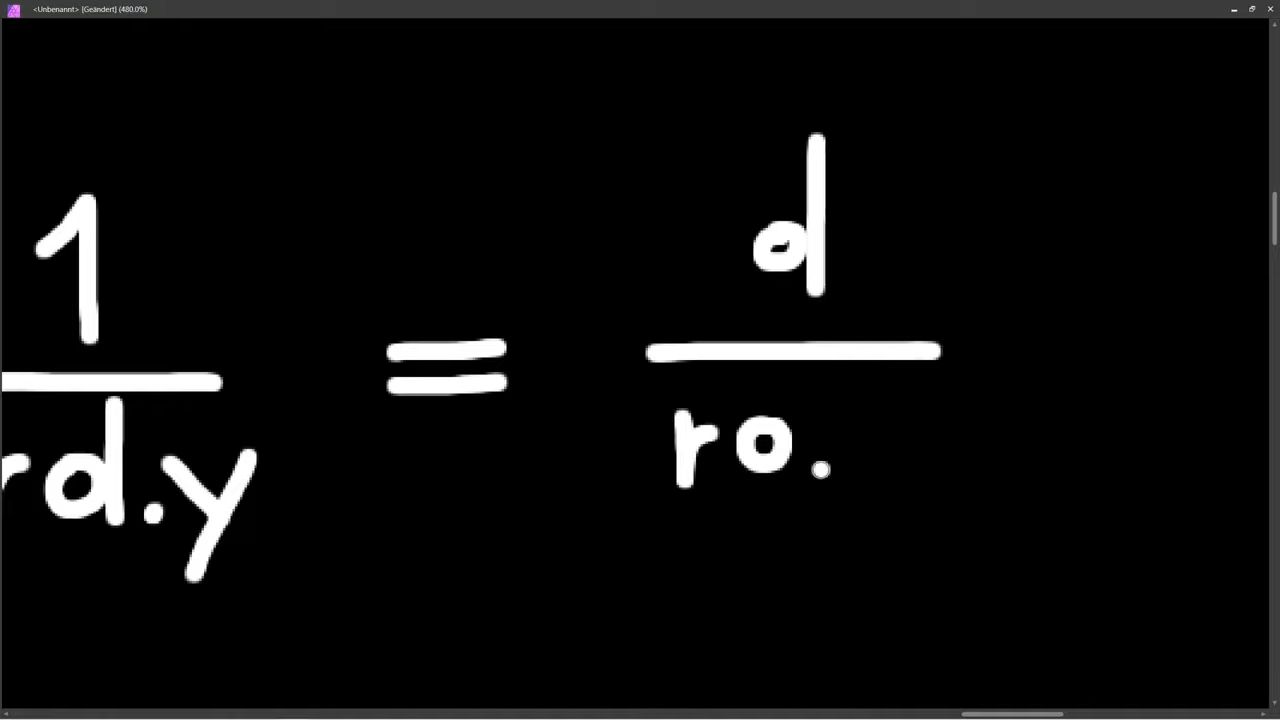 <Unbenannt> [Geändert] (480.0%)
1
rd.y
=
d
ro.